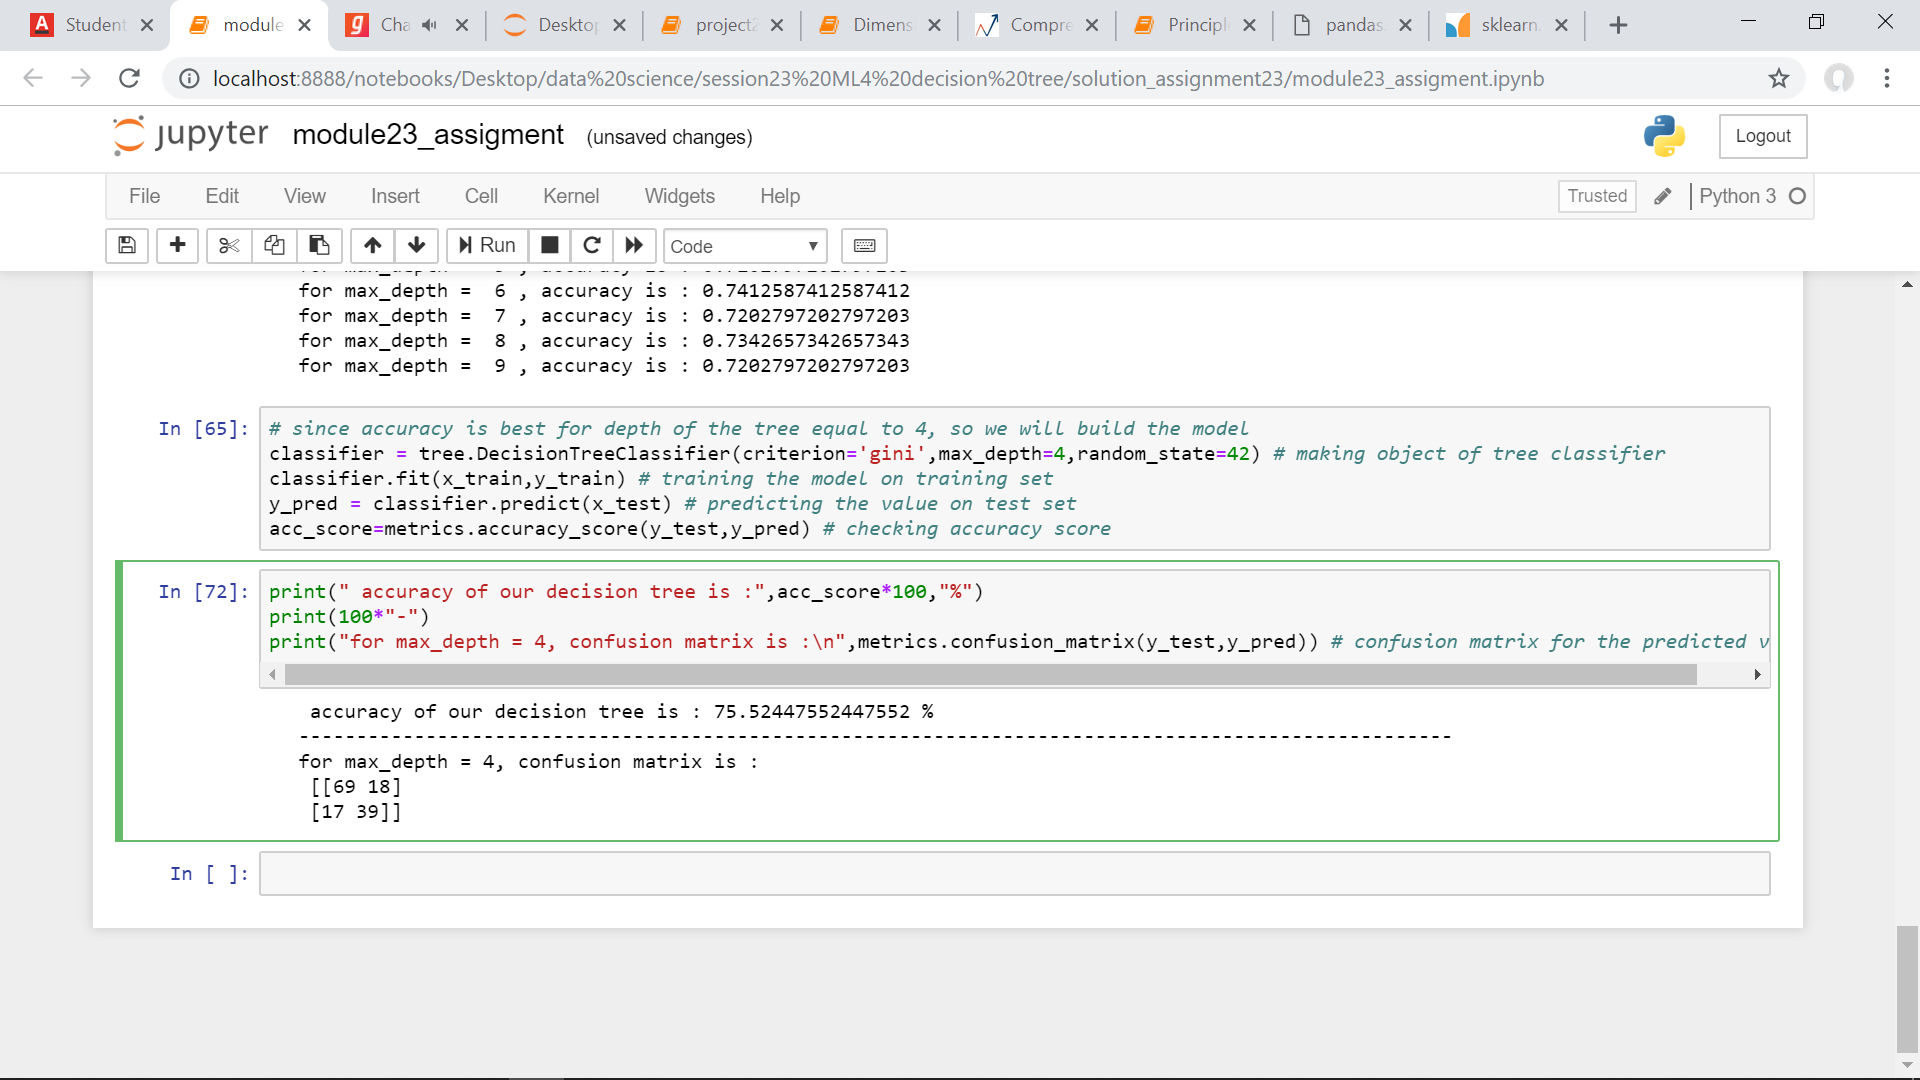 Student
module
Cha
Desktop
project2
Dimens
Compre
Principle
pandas.
sklearn.
localhost:8888/notebooks/Desktop/data%20science/session23%20ML4%20decision%20tree/solution_assignment23/module23_assigment.ipynb
jupyter module23_assigment (unsaved changes)
Logout
File Edit View Insert Cell Kernel Widgets Help
Trusted
Python 3
Run
Code
for max_depth =  6 , accuracy is : 0.7412587412587412
for max_depth =  7 , accuracy is : 0.7202797202797203
for max_depth =  8 , accuracy is : 0.7342657342657343
for max_depth =  9 , accuracy is : 0.7202797202797203
In [65]:
# since accuracy is best for depth of the tree equal to 4, so we will build the model
classifier = tree.DecisionTreeClassifier(criterion='gini',max_depth=4,random_state=42) # making object of tree classifier
classifier.fit(x_train,y_train) # training the model on training set
y_pred = classifier.predict(x_test) # predicting the value on test set
acc_score=metrics.accuracy_score(y_test,y_pred) # checking accuracy score
In [72]:
print(" accuracy of our decision tree is :",acc_score*100,"%")
print(100*"-")
print("for max_depth = 4, confusion matrix is :\n",metrics.confusion_matrix(y_test,y_pred)) # confusion matrix for the predicted v
accuracy of our decision tree is : 75.52447552447552 %
----------------------------------------------------------------------------------------------------
for max_depth = 4, confusion matrix is :
[[69 18]
[17 39]]
In [ ]: